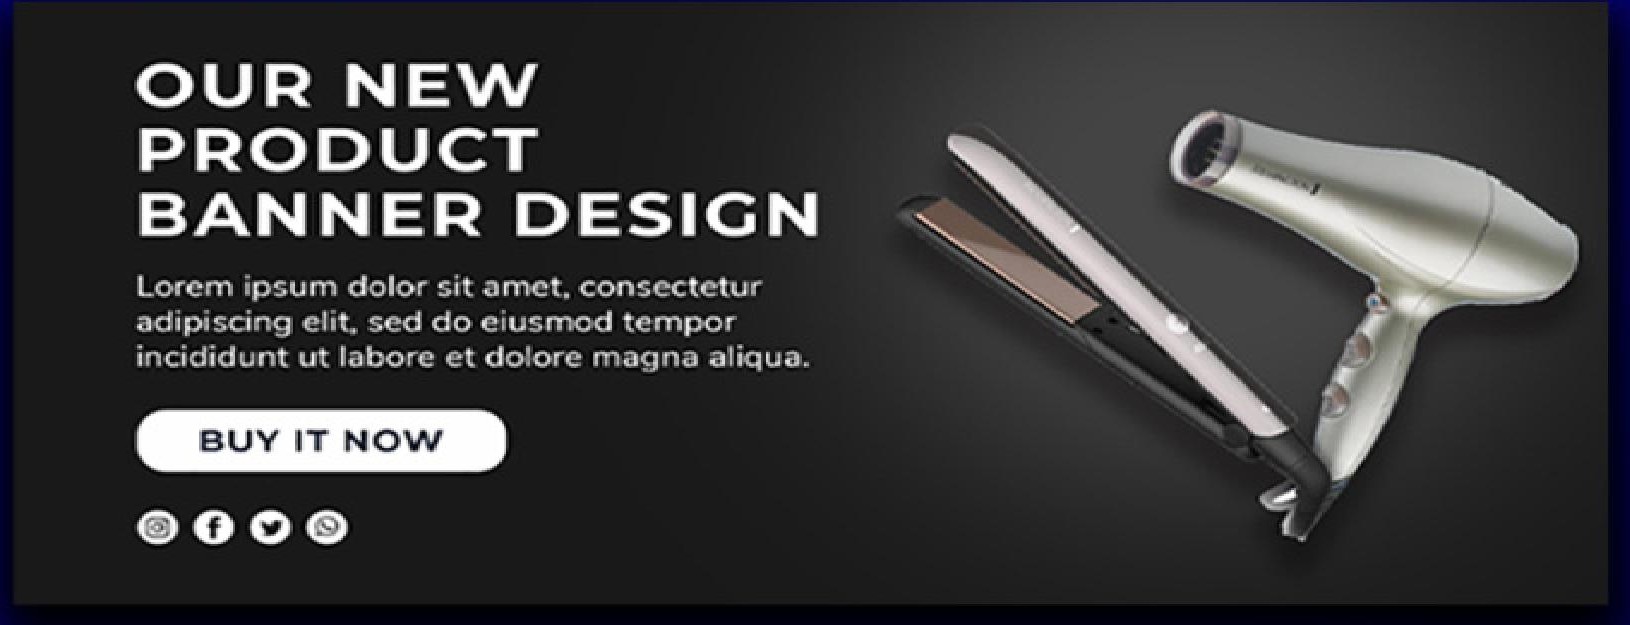 OUR NEW
PRODUCT
BANNER DESIGN
Lorem ipsum dolor sit amet, consectetur
adipiscing elit, sed do eiusmod tempor
incididunt ut labore et dolore magna aliqua.
BUY IT NOW